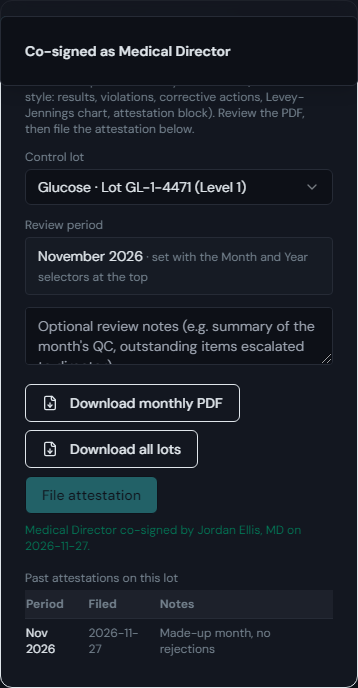 Co-signed as Medical Director
style: results, violations, corrective actions, Levey-
Jennings chart, attestation block). Review the PDF,
then file the attestation below.
Control lot
Glucose · Lot GL-1-4471 (Level 1)
Review period
November 2026 · set with the Month and Year
selectors at the top
Optional review notes (e.g. summary of the
month's QC, outstanding items escalated
Download monthly PDF
Download all lots
File attestation
Medical Director co-signed by Jordan Ellis, MD on
2026-11-27.
Past attestations on this lot
Period Filed Notes
Nov 2026-11- Made-up month, no
2026 27 rejections